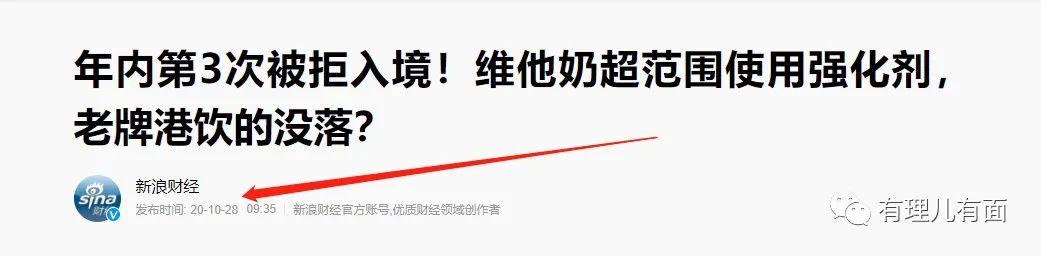 年内第3次被拒入境！维他奶超范围使用强化剂，
老牌港饮的没落？
sina
财经
新浪财经
发布时间: 20-10-28 09:35 新浪财经官方账号,优质财经领域创作者
有理儿有面